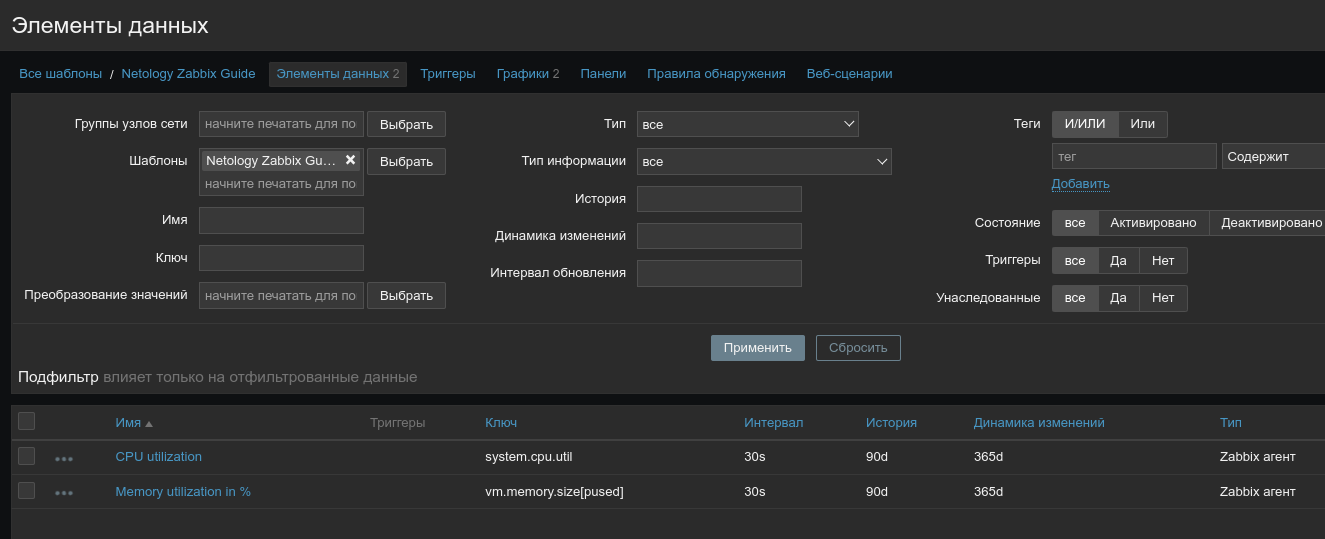 Элементы данных
Все шаблоны / Netology Zabbix Guide Элементы данных 2 Триггеры Графики 2 Панели Правила обнаружения Веб-сценарии
Группы узлов сети начните печатать для по Выбрать Тип все Теги И/ИЛИ Или
Шаблоны Netology Zabbix Gu… Выбрать Тип информации все тег Содержит
начните печатать для по
История Добавить
Имя Динамика изменений Состояние все Активировано Деактивировано
Ключ Интервал обновления Триггеры все Да Нет
Преобразование значений начните печатать для по Выбрать Унаследованные все Да Нет
Применить Сбросить
Подфильтр влияет только на отфильтрованные данные
Имя Триггеры Ключ Интервал История Динамика изменений Тип
CPU utilization system.cpu.util 30s 90d 365d Zabbix агент
Memory utilization in % vm.memory.size[pused] 30s 90d 365d Zabbix агент